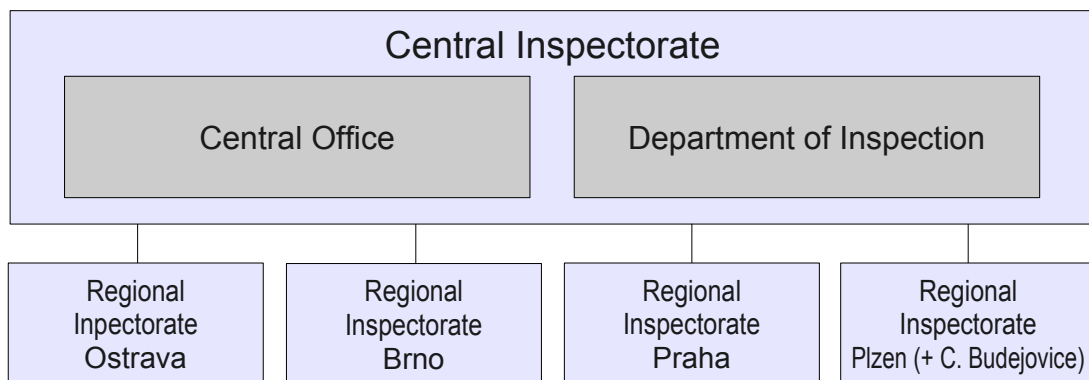 Central Inspectorate
Central Office
Department of Inspection
Regional
Inpectorate
Ostrava
Regional
Inspectorate
Brno
Regional
Inspectorate
Praha
Regional
Inspectorate
Plzen (+ C. Budejovice)